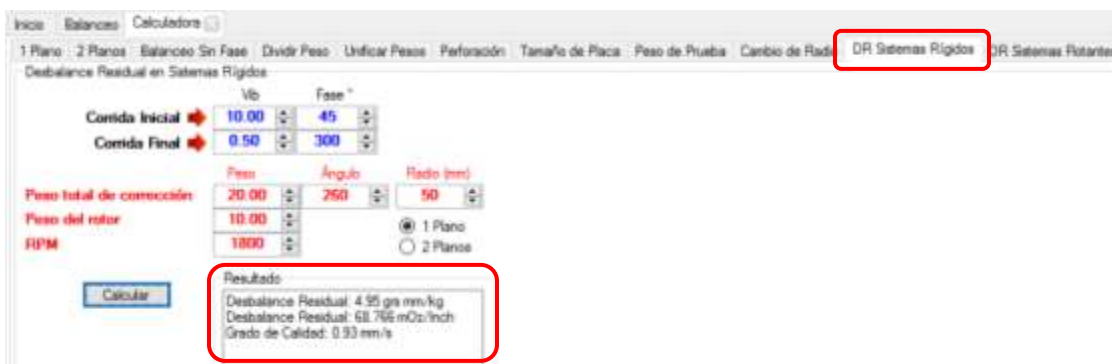 Inicio Balanceo Calculadora
1 Plano 2 Planos Balanceo Sin Fase Dividir Peso Unificar Pesos Perforación Tamaño de Placa Peso de Prueba Cambio de Radio DR Sistemas Rígidos DR Sistemas Rotantes
Desbalance Residual en Sistemas Rígidos
Vib Fase °
Corrida Inicial 10.00 45
Corrida Final 0.50 300
Peso Ángulo Radio (mm)
Peso total de corrección 20.00 260 50
Peso del rotor 10.00 1 Plano
RPM 1800 2 Planos
Resultado
Calcular
Desbalance Residual: 4.95 grs mm/kg
Desbalance Residual: 68.766 mOz/Inch
Grado de Calidad: 0.93 mm/s